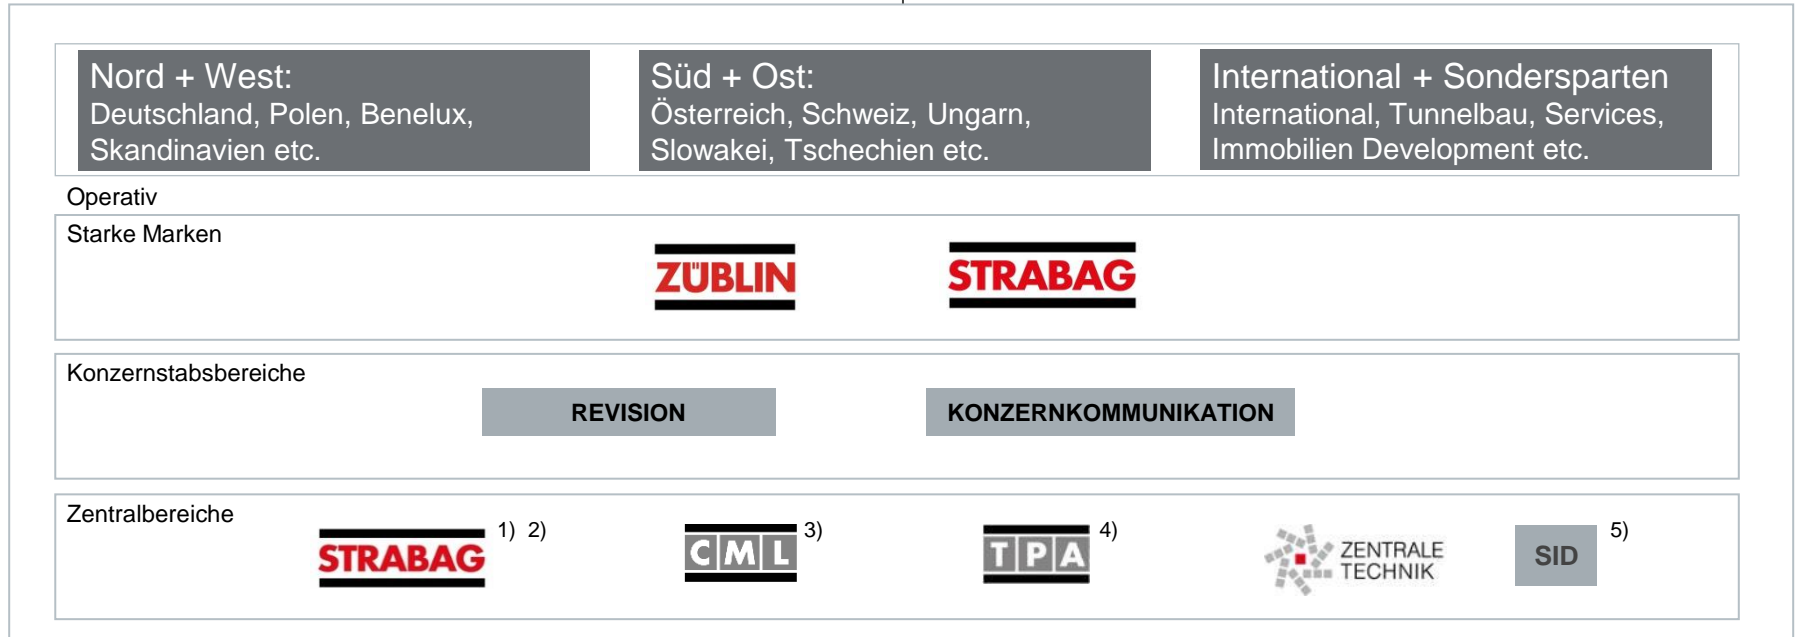 Nord + West:
Deutschland, Polen, Benelux,
Skandinavien etc.
Süd + Ost:
Österreich, Schweiz, Ungarn,
Slowakei, Tschechien etc.
International + Sondersparten
International, Tunnelbau, Services,
Immobilien Development etc.
Operativ
Starke Marken
ZÜBLIN
STRABAG
Konzernstabsbereiche
REVISION
KONZERNKOMMUNIKATION
Zentralbereiche
STRABAG
1) 2)
CML
3)
TPA
4)
ZENTRALE
TECHNIK
SID
5)